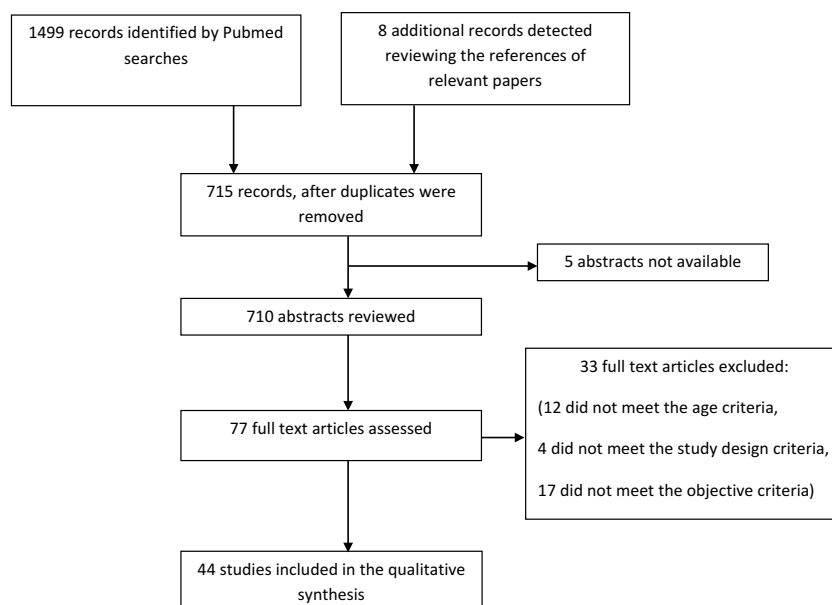 1499 records identified by Pubmed
searches
8 additional records detected
reviewing the references of
relevant papers
715 records, after duplicates were
removed
5 abstracts not available
710 abstracts reviewed
33 full text articles excluded:
(12 did not meet the age criteria,
4 did not meet the study design criteria,
17 did not meet the objective criteria)
77 full text articles assessed
44 studies included in the qualitative
synthesis